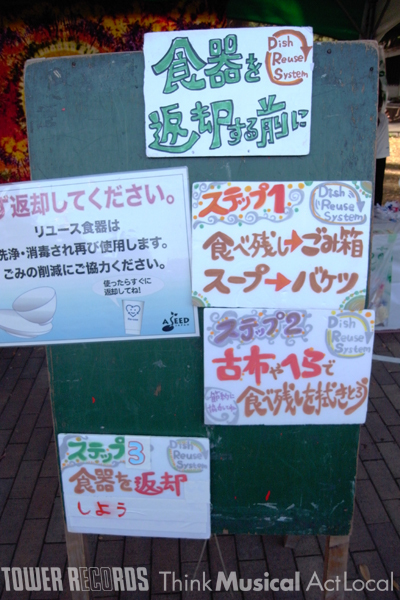 食器を
返却する前に
Dish
Reuse
System
ず返却してください。
リユース食器は
洗浄・消毒され再び使用します。
ごみの削減にご協力ください。
使ったらすぐに
返却してね!
A SEED
ステップ1
Dish
Reuse
System
食べ残し→ごみ箱
スープ→バケツ
ステップ2
Dish
Reuse
System
古布やヘラで
食べ残しを拭きとろう
ステップ3
Dish
Reuse
System
食器を返却
しよう
TOWER RECORDS Think Musical Act Local